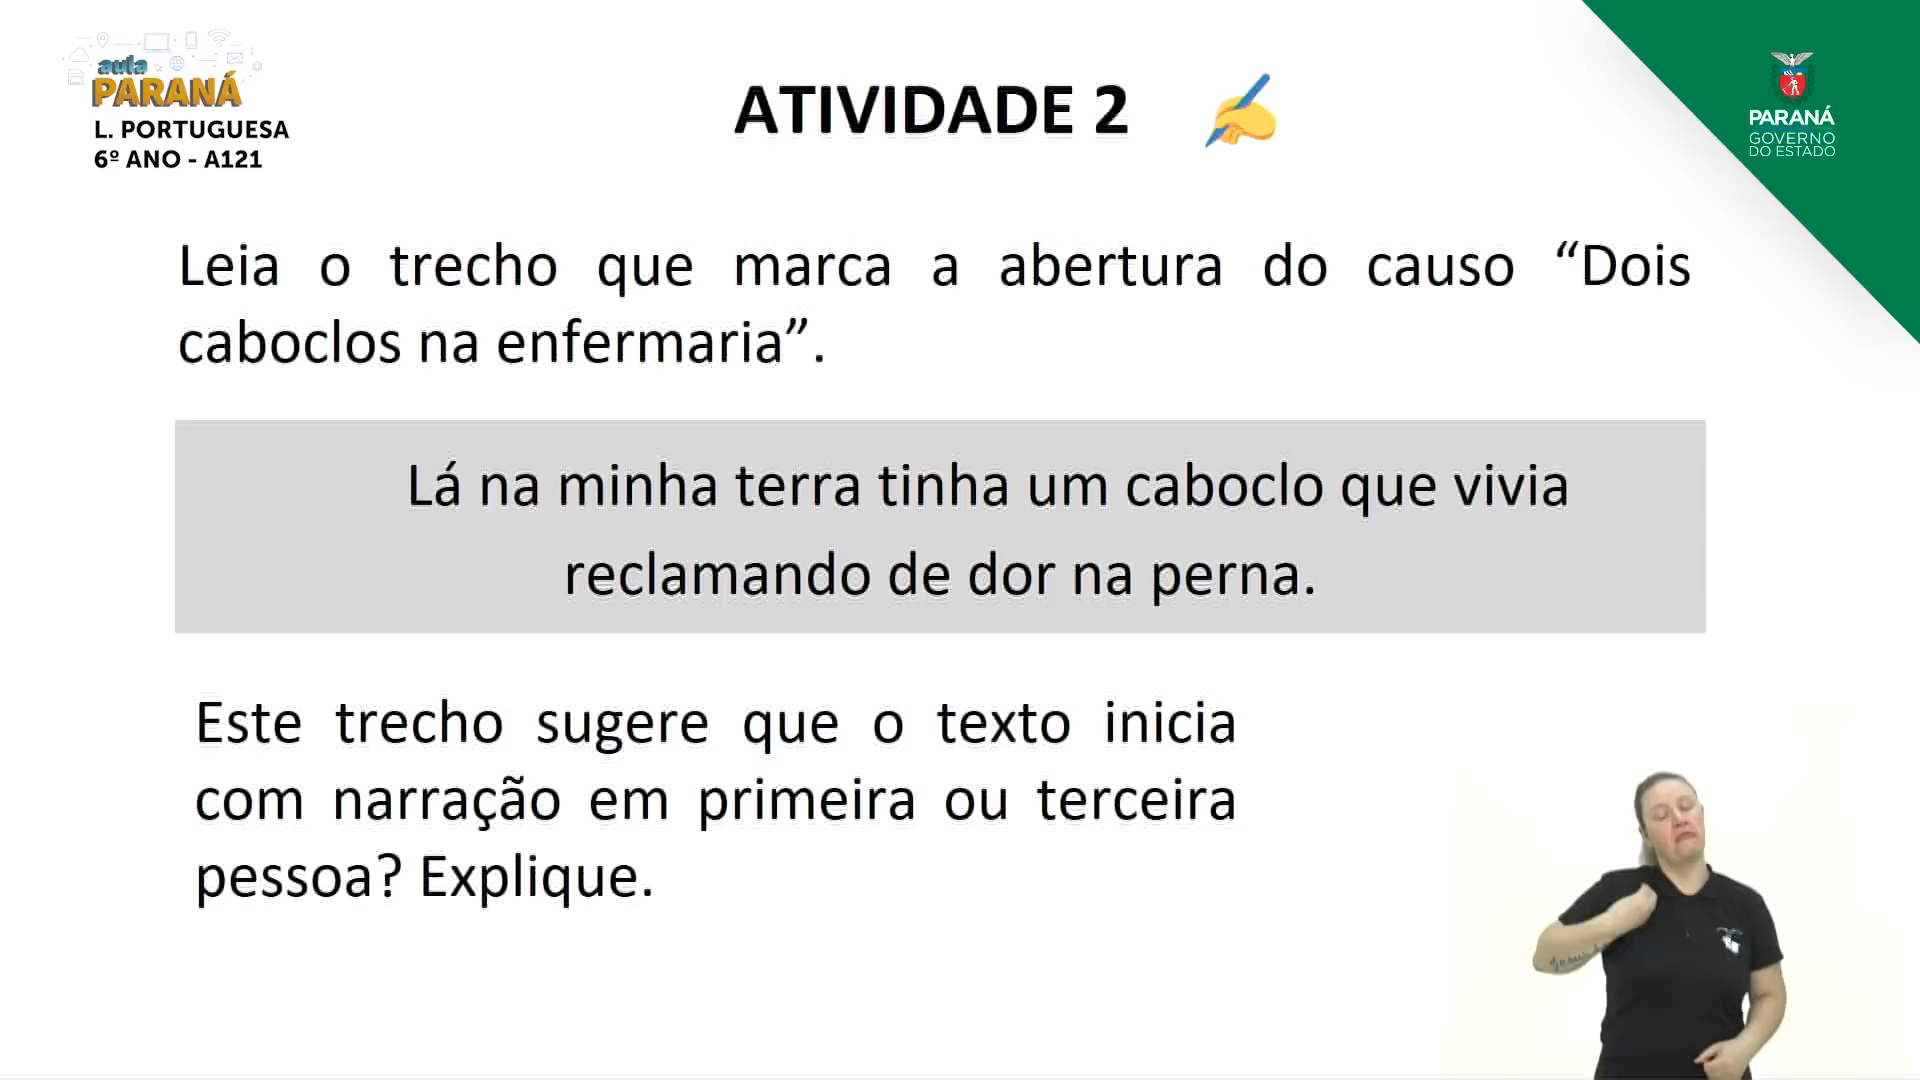 aula
PARANÁ
L. PORTUGUESA
6º ANO - A121
ATIVIDADE 2
PARANÁ
GOVERNO
DO ESTADO
Leia o trecho que marca a abertura do causo “Dois
caboclos na enfermaria”.
Lá na minha terra tinha um caboclo que vivia
reclamando de dor na perna.
Este trecho sugere que o texto inicia
com narração em primeira ou terceira
pessoa? Explique.